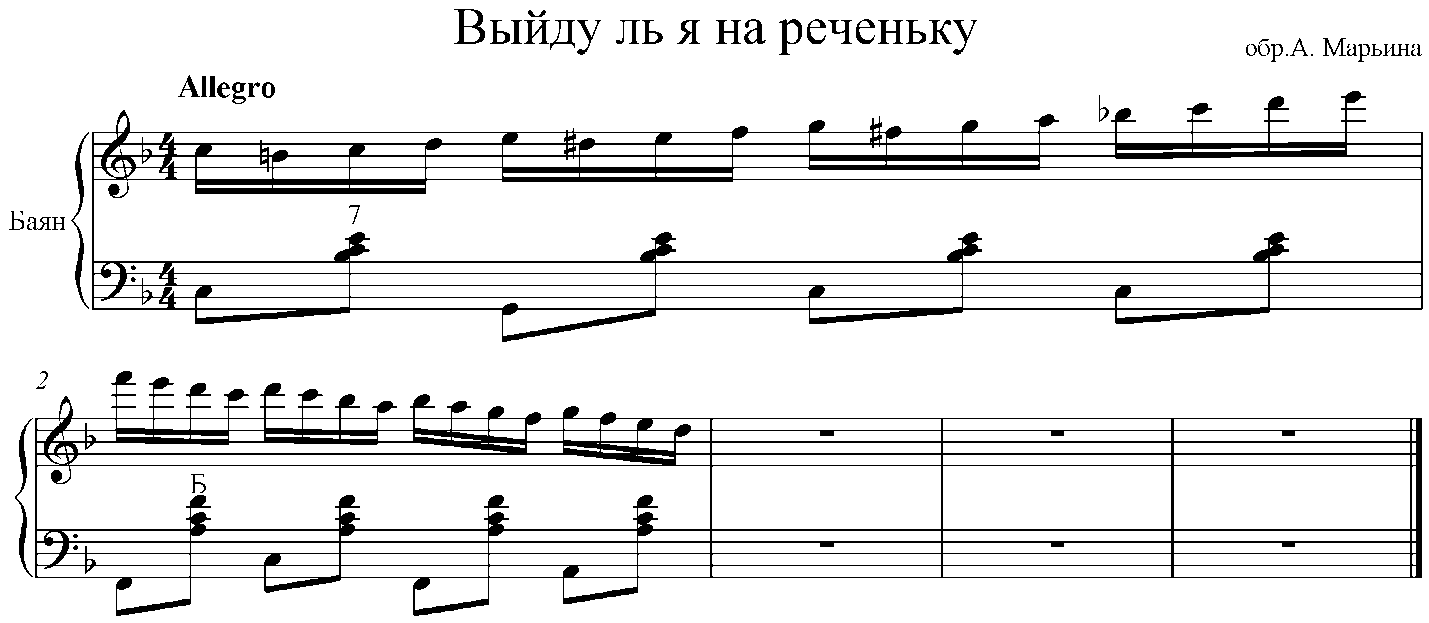 Выйду ль я на реченьку
обр.А. Марьина
Allegro
Баян
7
2
Б